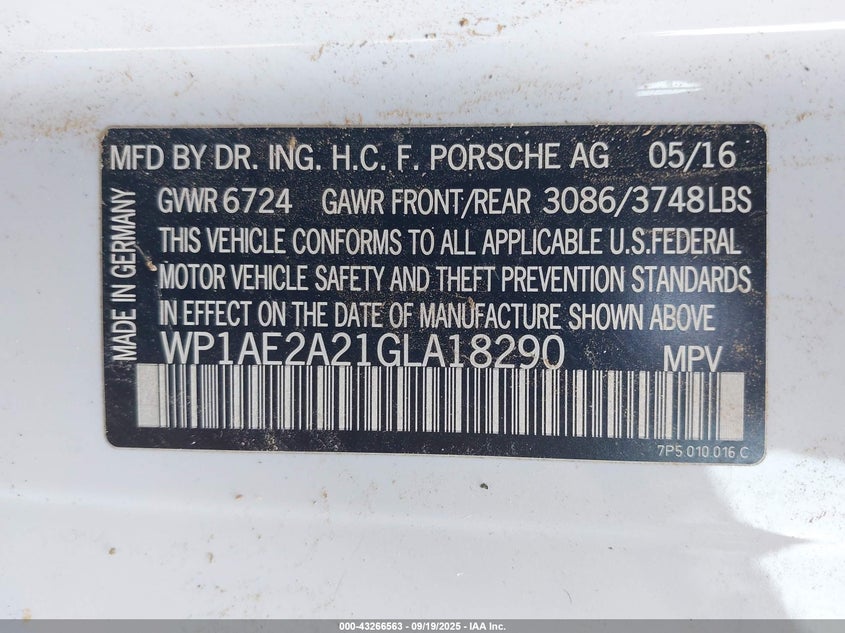 MFD BY DR. ING. H.C. F. PORSCHE AG 05/16
GVWR 6724 GAWR FRONT/REAR 3086/3748LBS
THIS VEHICLE CONFORMS TO ALL APPLICABLE U.S.FEDERAL
MOTOR VEHICLE SAFETY AND THEFT PREVENTION STANDARDS
IN EFFECT ON THE DATE OF MANUFACTURE SHOWN ABOVE
WP1AE2A21GLA18290 MPV
7P5 010 016 C
MADE IN GERMANY
000-43266563 - 09/19/2025 - IAA Inc.